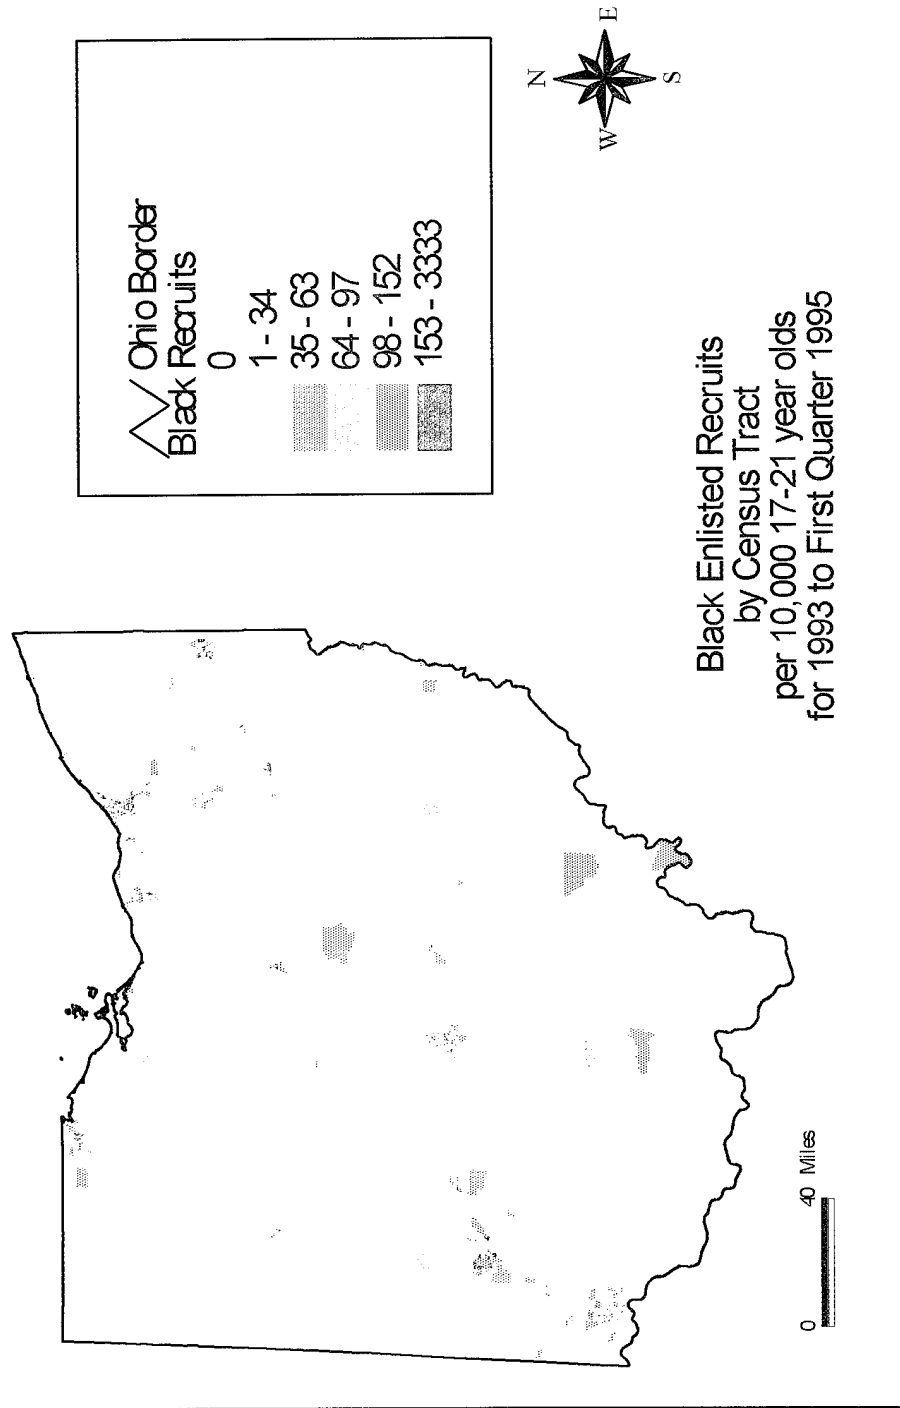 Ohio Border
Black Recruits
0
1 - 34
35 - 63
64 - 97
98 - 152
153 - 3333
N
W
E
S
Black Enlisted Recruits
by Census Tract
per 10,000 17-21 year olds
for 1993 to First Quarter 1995
0
40 Miles